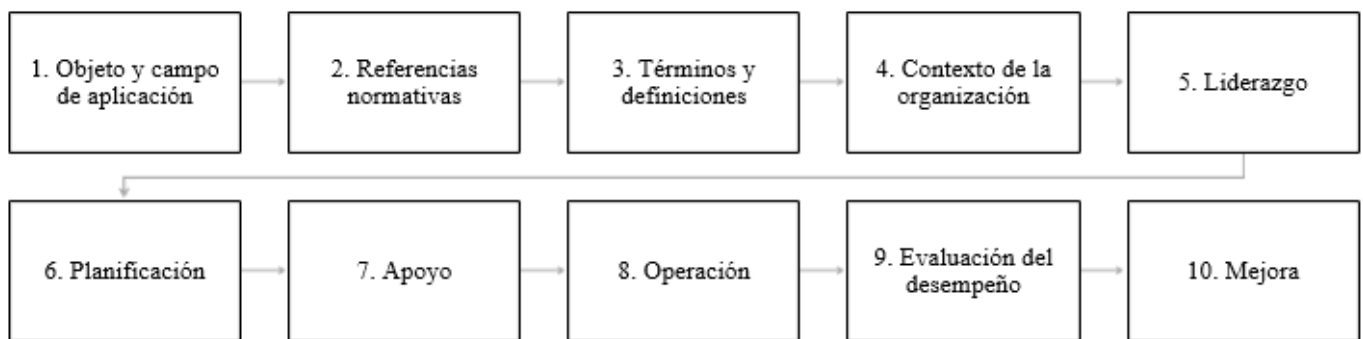 1. Objeto y campo
de aplicación
2. Referencias
normativas
3. Términos y
definiciones
4. Contexto de la
organización
5. Liderazgo
6. Planificación
7. Apoyo
8. Operación
9. Evaluación del
desempeño
10. Mejora